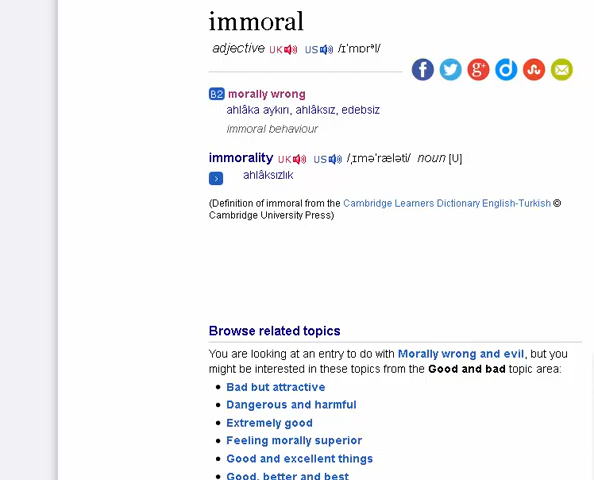 immoral
adjective UK US /ɪˈmɒrəl/
B2 morally wrong
ahlâka aykırı, ahlâksız, edebsiz
immoral behaviour
immorality UK US /ˌɪməˈræləti/ noun [U]
ahlâksızlık
(Definition of immoral from the Cambridge Learners Dictionary English-Turkish ©
Cambridge University Press)
Browse related topics
You are looking at an entry to do with Morally wrong and evil, but you
might be interested in these topics from the Good and bad topic area:
• Bad but attractive
• Dangerous and harmful
• Extremely good
• Feeling morally superior
• Good and excellent things
• Good, better and best